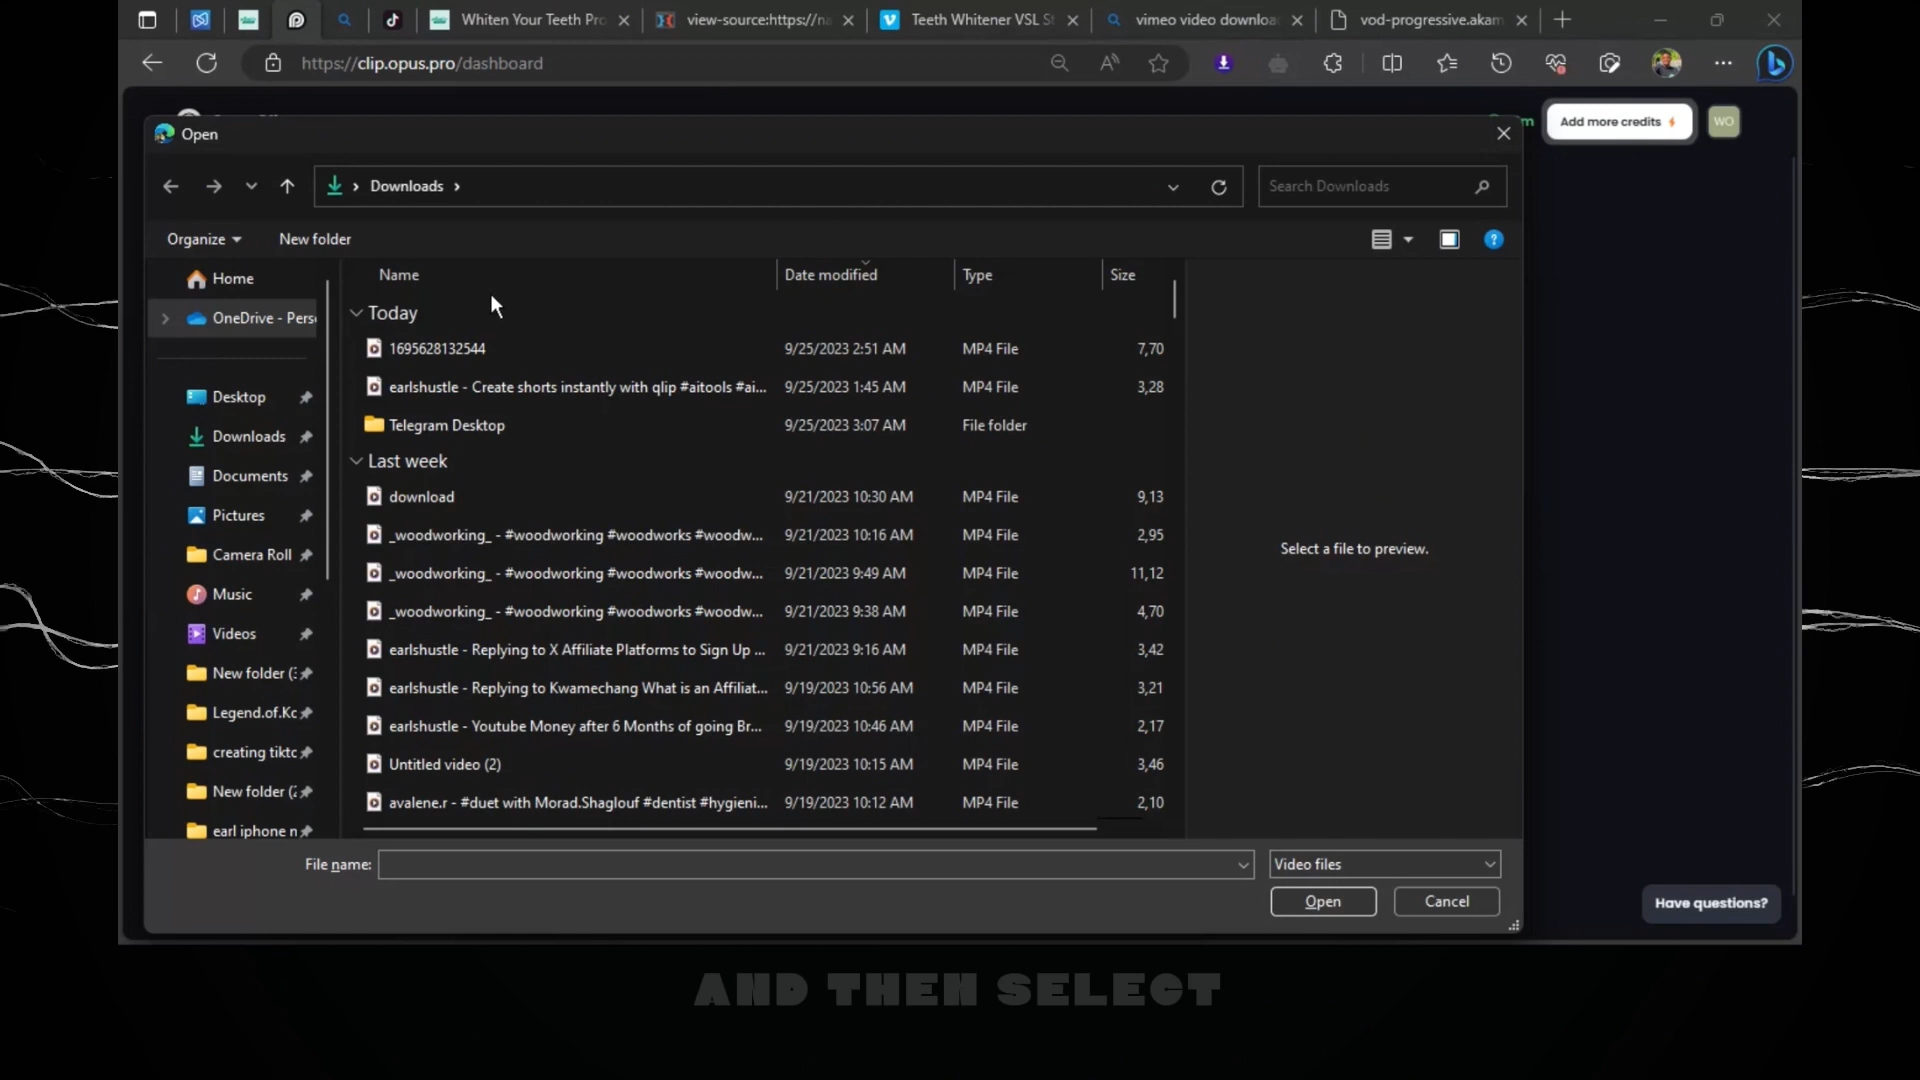 Whiten Your Teeth Pro
view-source:https://na
Teeth Whitener VSL St
vimeo video downloa
vod-progressive.akam
https://clip.opus.pro/dashboard
Open
m
Add more credits
WO
Downloads
Search Downloads
Organize
New folder
Name
Date modified
Type
Size
Home
OneDrive - Pers
Desktop
Downloads
Documents
Pictures
Camera Roll
Music
Videos
New folder (
Legend.of.Kc
creating tiktc
New folder (
earl iphone n
Today
1695628132544 9/25/2023 2:51 AM MP4 File 7,70
earlshustle - Create shorts instantly with qlip #aitools #ai... 9/25/2023 1:45 AM MP4 File 3,28
Telegram Desktop 9/25/2023 3:07 AM File folder
Last week
download 9/21/2023 10:30 AM MP4 File 9,13
_woodworking_ - #woodworking #woodworks #woodw... 9/21/2023 10:16 AM MP4 File 2,95
_woodworking_ - #woodworking #woodworks #woodw... 9/21/2023 9:49 AM MP4 File 11,12
_woodworking_ - #woodworking #woodworks #woodw... 9/21/2023 9:38 AM MP4 File 4,70
earlshustle - Replying to X Affiliate Platforms to Sign Up ... 9/21/2023 9:16 AM MP4 File 3,42
earlshustle - Replying to Kwamechang What is an Affiliat... 9/19/2023 10:56 AM MP4 File 3,21
earlshustle - Youtube Money after 6 Months of going Br... 9/19/2023 10:46 AM MP4 File 2,17
Untitled video (2) 9/19/2023 10:15 AM MP4 File 3,46
avalene.r - #duet with Morad.Shaglouf #dentist #hygieni... 9/19/2023 10:12 AM MP4 File 2,10
Select a file to preview.
File name:
Video files
Open
Cancel
Have questions?
AND THEN SELECT